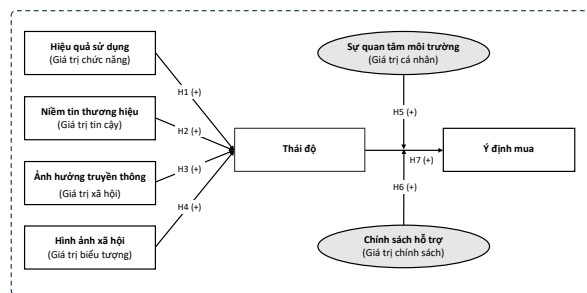 Hiệu quả sử dụng
(Giá trị chức năng)
Sự quan tâm môi trường
(Giá trị cá nhân)
H1 (+)
H5 (+)
Niềm tin thương hiệu
(Giá trị tin cậy)
H2 (+)
Thái độ
H7 (+)
Ý định mua
Ảnh hưởng truyền thông
(Giá trị xã hội)
H3 (+)
H6 (+)
H4 (+)
Hình ảnh xã hội
(Giá trị biểu tượng)
Chính sách hỗ trợ
(Giá trị chính sách)